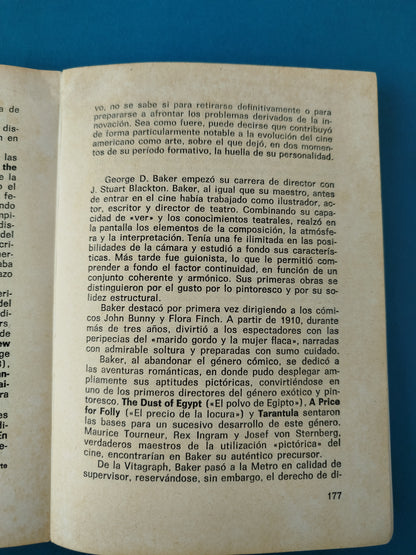 vo, no se sabe si para retirarse definitivamente o para
prepararse a afrontar los problemas derivados de la in-
novación. Sea como fuere, puede decirse que contribuyó
de forma particularmente notable a la evolución del cine
americano como arte, sobre el que dejó, en dos momen-
tos de su período formativo, la huella de su personalidad.
George D. Baker empezó su carrera de director con
J. Stuart Blackton. Baker, al igual que su maestro, antes
de entrar en el cine había trabajado como ilustrador, ac-
tor, escritor y director de teatro. Combinando su capa-
cidad de «ver» y los conocimientos teatrales, realzó en
la pantalla los elementos de la composición, la atmósfe-
ra y la interpretación. Tenía una fe ilimitada en las posi-
bilidades de la cámara y estudió a fondo sus caracterís-
ticas. Más tarde fue guionista, lo que le permitió com-
prender a fondo el factor continuidad, en función de un
conjunto coherente y armónico. Sus primeras obras se
distinguieron por el gusto por lo pintoresco y por su so-
lidez estructural.
Baker destacó por primera vez dirigiendo a los cómi-
cos John Bunny y Flora Finch. A partir de 1910, durante
más de tres años, divirtió a los espectadores con las
peripecias del «marido gordo y la mujer flaca», narradas
con admirable soltura y preparadas con sumo cuidado.
Baker, al abandonar el género cómico, se dedicó a
las aventuras románticas, en donde pudo desplegar am-
pliamente sus aptitudes pictóricas, convirtiéndose en
uno de los primeros directores del género exótico y pin-
toresco. The Dust of Egypt («El polvo de Egipto»), A Price
for Folly («El precio de la locura») y Tarantula sentaron
las bases para un sucesivo desarrollo de este género.
Maurice Tourneur, Rex Ingram y Josef von Sternberg,
verdaderos maestros de la utilización «pictórica» del
cine, encontrarían en Baker su auténtico precursor.
De la Vitagraph, Baker pasó a la Metro en calidad de
supervisor, reservándose, sin embargo, el derecho de di-
177